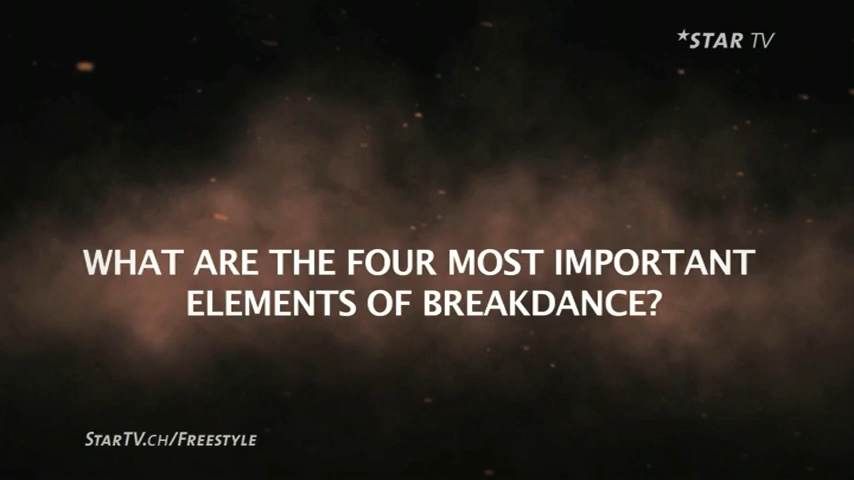 *STAR TV
WHAT ARE THE FOUR MOST IMPORTANT
ELEMENTS OF BREAKDANCE?
STARTV.CH/FREESTYLE